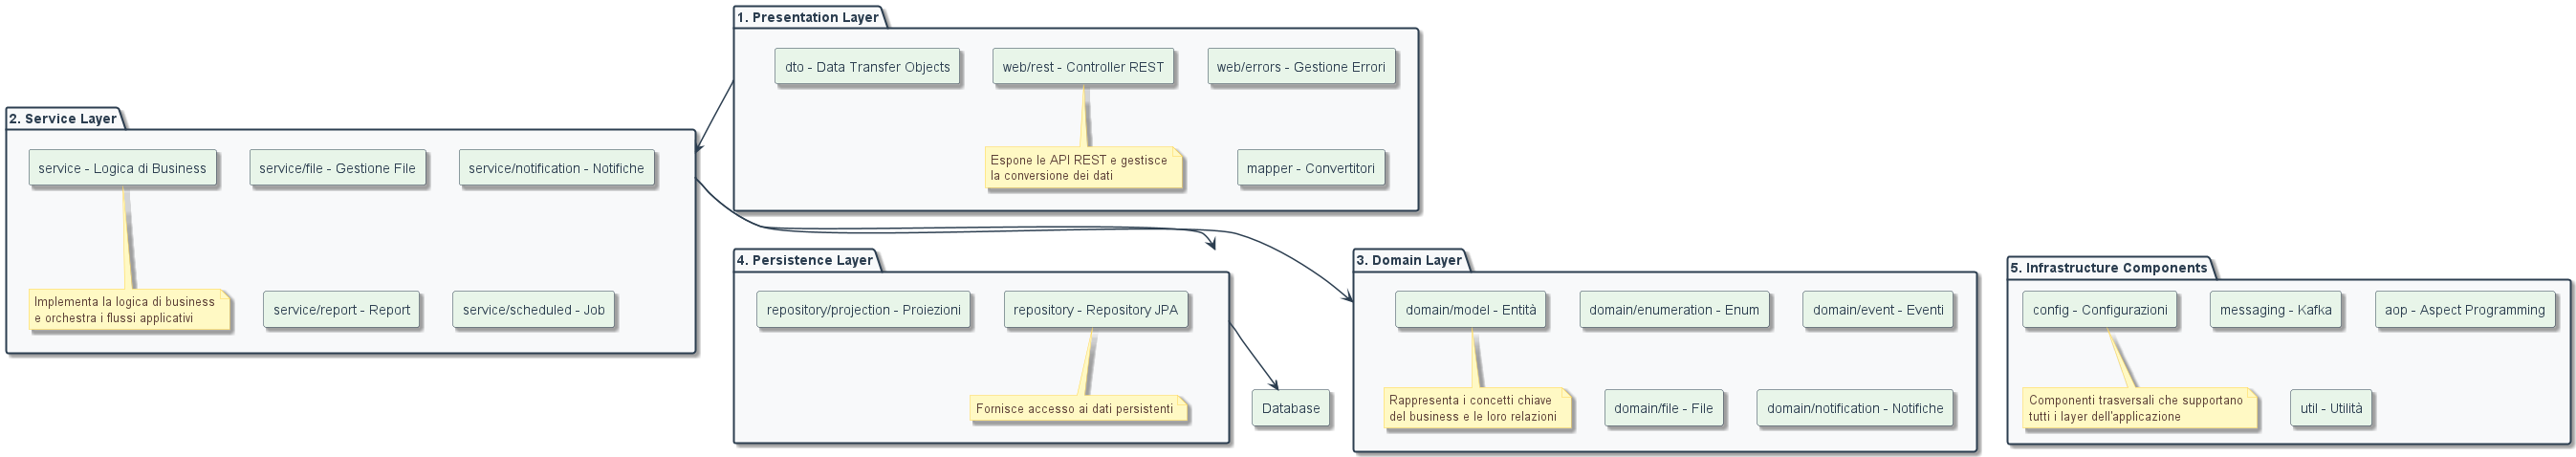 1. Presentation Layer
dto - Data Transfer Objects
web/rest - Controller REST
web/errors - Gestione Errori
Espone le API REST e gestisce
la conversione dei dati
mapper - Convertitori
2. Service Layer
service - Logica di Business
service/file - Gestione File
service/notification - Notifiche
Implementa la logica di business
e orchestra i flussi applicativi
service/report - Report
service/scheduled - Job
4. Persistence Layer
repository/projection - Proiezioni
repository - Repository JPA
Fornisce accesso ai dati persistenti
Database
3. Domain Layer
domain/model - Entità
domain/enumeration - Enum
domain/event - Eventi
Rappresenta i concetti chiave
del business e le loro relazioni
domain/file - File
domain/notification - Notifiche
5. Infrastructure Components
config - Configurazioni
messaging - Kafka
aop - Aspect Programming
Componenti trasversali che supportano
tutti i layer dell'applicazione
util - Utilità